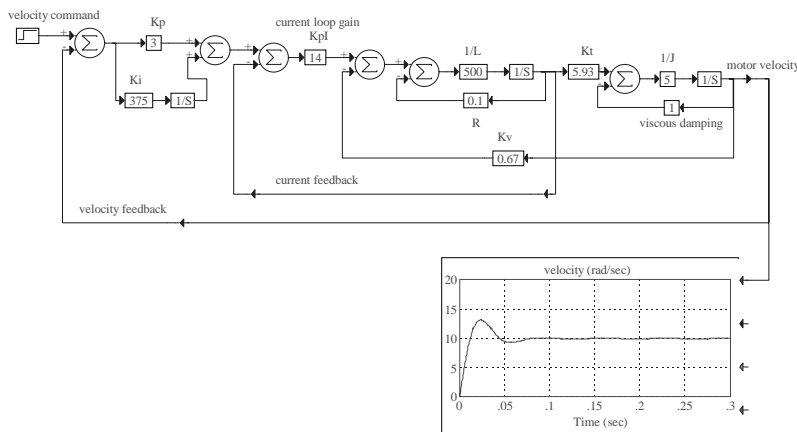 velocity command
Kp
3
Ki
375
1/S
+
-
Σ
+
+
Σ
current loop gain
KpI
14
+
-
Σ
+
-
Σ
+
-
Σ
1/L
500
1/S
0.1
R
Kv
0.67
Kt
5.93
+
-
Σ
1/J
5
1/S
motor velocity
1
viscous damping
current feedback
velocity feedback
velocity (rad/sec)
20
15
10
5
0
0
.05
.1
.15
.2
.25
.3
Time (sec)